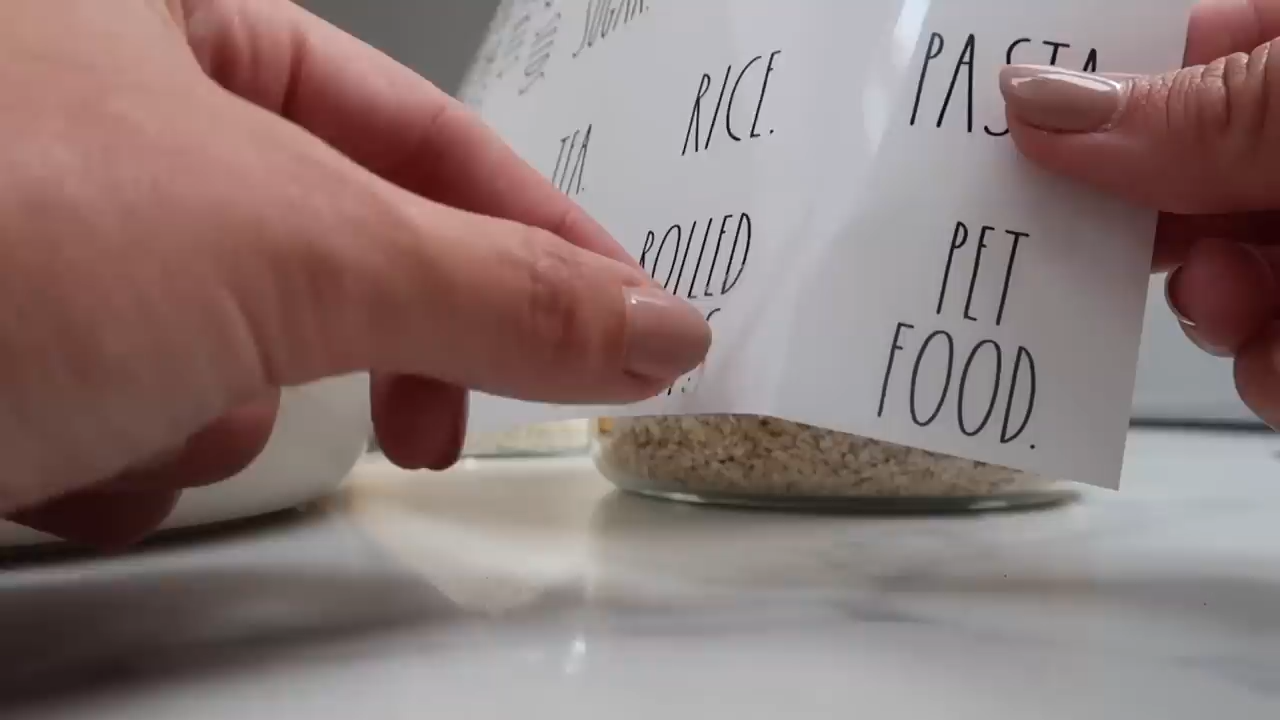 SUGAR.
RICE.
PASTA
TEA.
ROLLED
PET
FOOD.